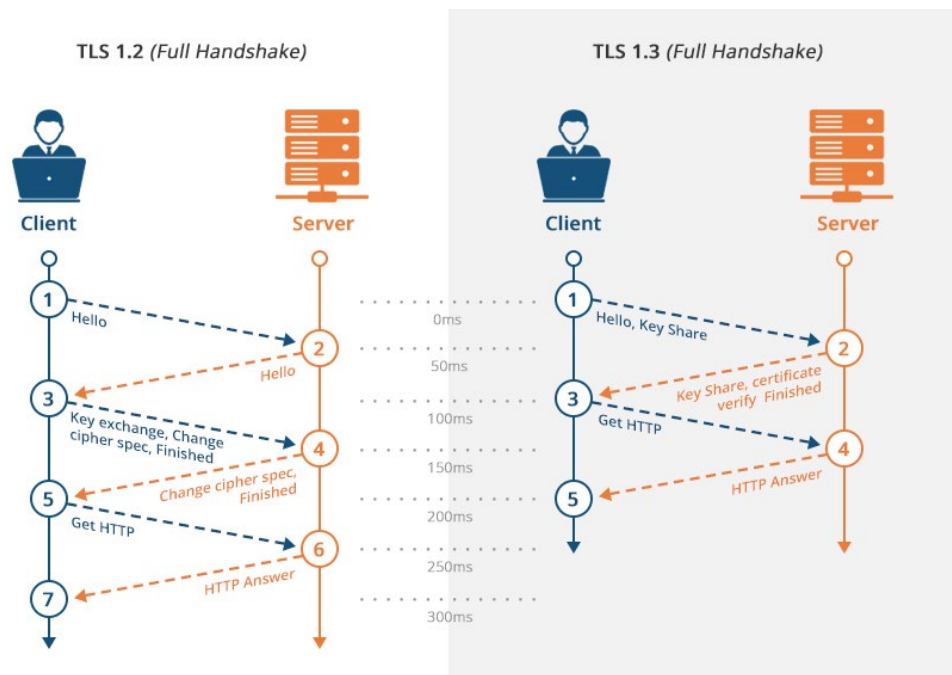 TLS 1.2 (Full Handshake)
Client
Server
1
Hello
2
Hello
3
Key exchange, Change
cipher spec, Finished
4
Change cipher spec,
Finished
5
Get HTTP
6
HTTP Answer
7
0ms
50ms
100ms
150ms
200ms
250ms
300ms
TLS 1.3 (Full Handshake)
Client
Server
1
Hello, Key Share
2
Key Share, certificate
verify Finished
3
Get HTTP
4
HTTP Answer
5